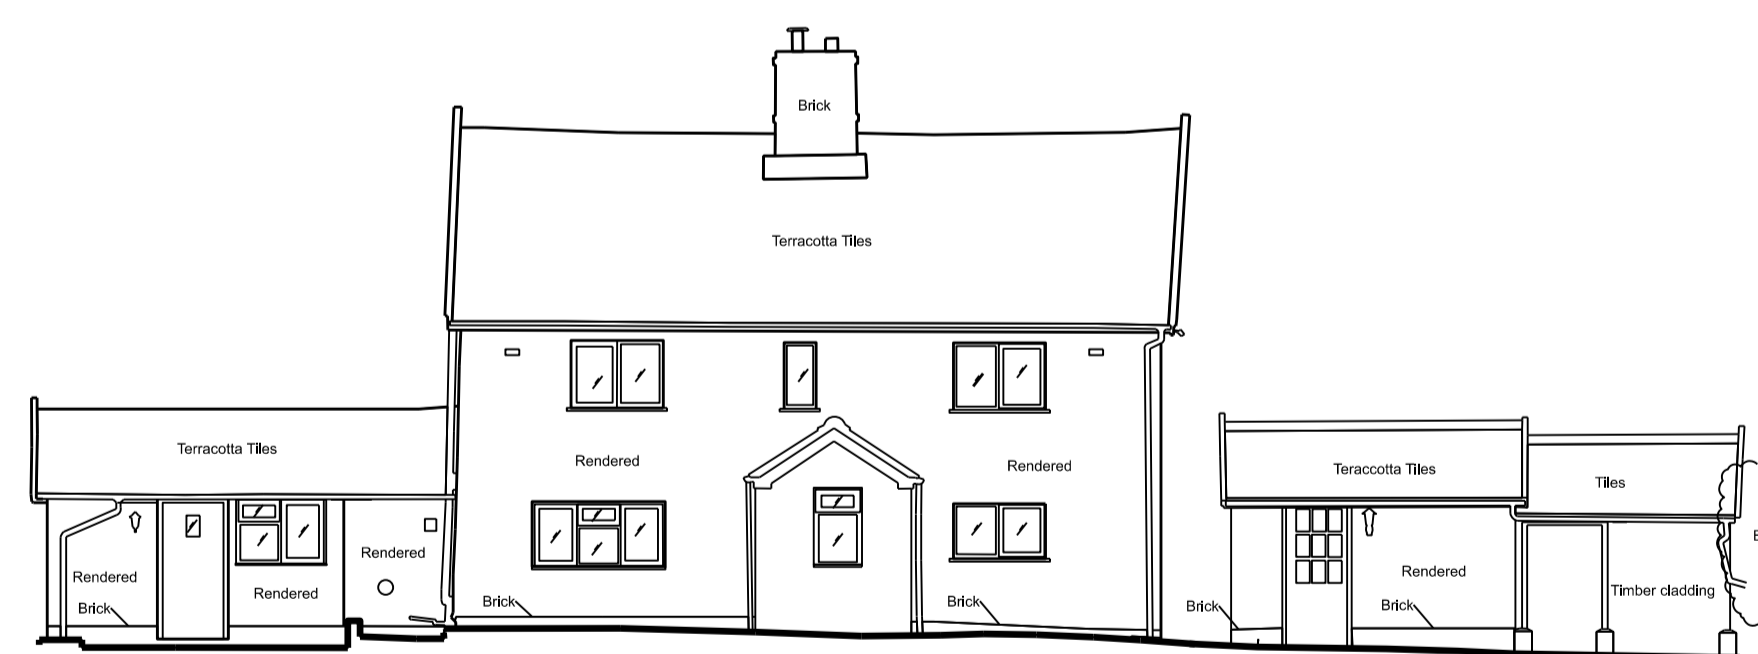 Brick
Terracotta Tiles
Terracotta Tiles
Rendered
Rendered
Teraccotta Tiles
Tiles
Rendered
Rendered
Rendered
Brick
Brick
Brick
Brick
Rendered
Brick
Timber cladding